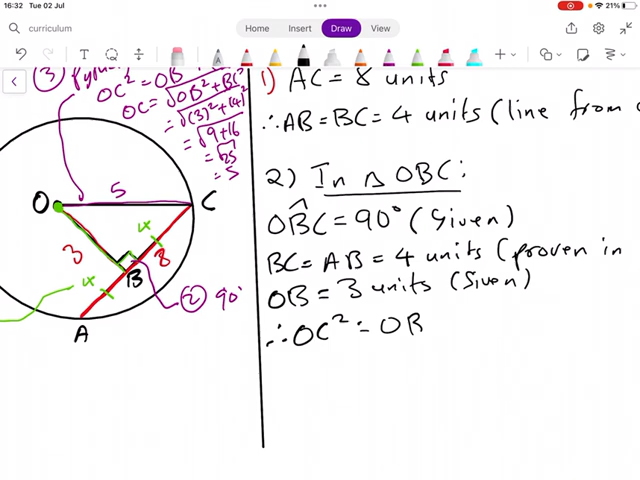 16:32 Tue 02 Jul
21%
curriculum
Home Insert Draw View
③
OC² = OB² + BC²
OC = √OB² + BC²
= √(3)² + (4)²
= √9+16
= √25
= 5
O
5
C
3
4
8
B
4
② 90°
A
1) AC = 8 units
∴ AB = BC = 4 units (line from
2) In △ OBC:
OB̂C = 90° (Given)
BC = AB = 4 units (proven in
OB = 3 units (Given)
∴ OC² = OB